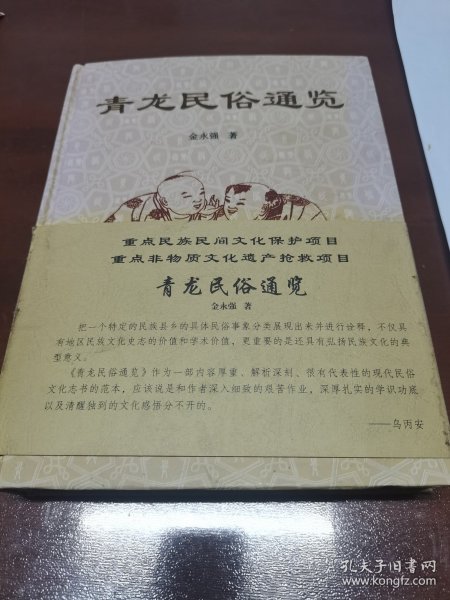 青龙民俗通览
金永强 著
重点民族民间文化保护项目
重点非物质文化遗产抢救项目
青龙民俗通览
金永强 著
把一个特定的民族县乡的具体民俗事象分类展现出来并进行诠释，不仅具
有地区民族文化史志的价值和学术价值，更重要的是还具有弘扬民族文化的典
型意义。
《青龙民俗通览》作为一部内容厚重、解析深刻、很有代表性的现代民俗
文化志书的范本，应该说是和作者深入细致的艰苦作业，深厚扎实的学识功底
以及清醒独到的文化感悟分不开的。
——乌丙安
孔夫子旧书网
www.kongfz.com